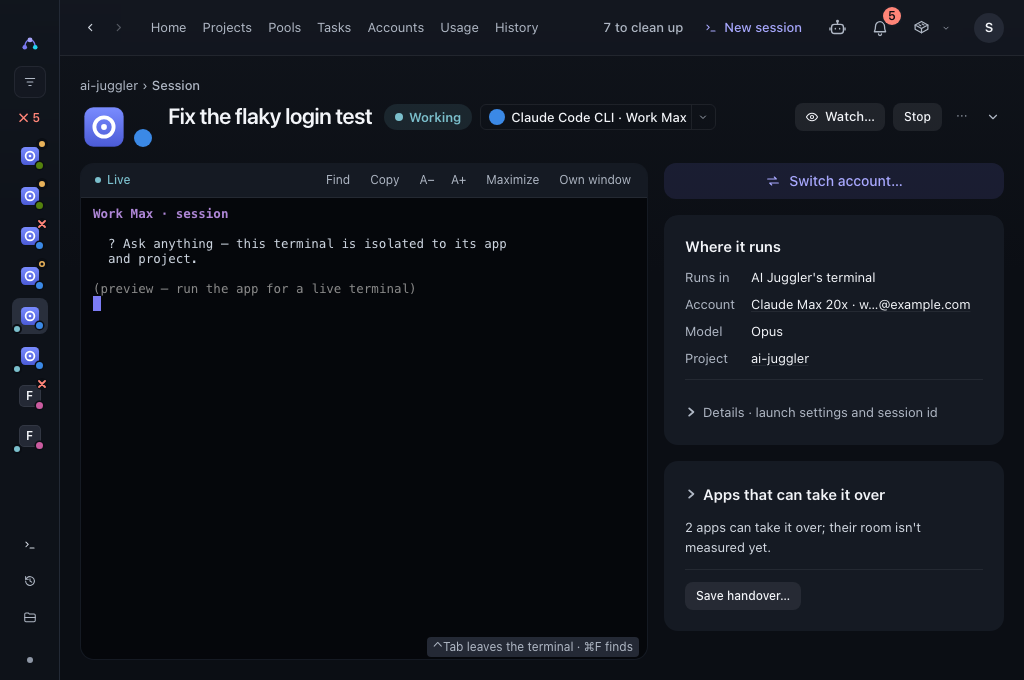 Home Projects Pools Tasks Accounts Usage History 7 to clean up New session 5 S
5
F
F
ai-juggler › Session
Fix the flaky login test Working Claude Code CLI · Work Max Watch... Stop ...
Live Find Copy A− A+ Maximize Own window
Work Max · session
? Ask anything — this terminal is isolated to its app
and project.
(preview — run the app for a live terminal)
^Tab leaves the terminal · ⌘F finds
Switch account...
Where it runs
Runs in AI Juggler's terminal
Account Claude Max 20x · w...@example.com
Model Opus
Project ai-juggler
Details · launch settings and session id
Apps that can take it over
2 apps can take it over; their room isn't
measured yet.
Save handover...